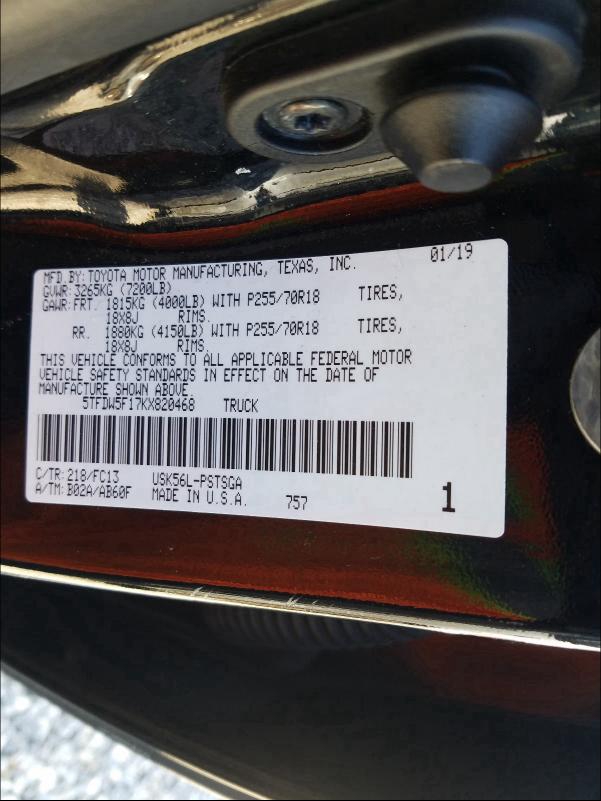 MFD.BY: TOYOTA MOTOR MANUFACTURING, TEXAS, INC. 01/19
GVWR: 3265KG (7200LB)
GAWR: FRT. 1815KG (4000LB) WITH P255/70R18 TIRES,
18X8J RIMS.
RR. 1880KG (4150LB) WITH P255/70R18 TIRES,
18X8J RIMS.
THIS VEHICLE CONFORMS TO ALL APPLICABLE FEDERAL MOTOR
VEHICLE SAFETY STANDARDS IN EFFECT ON THE DATE OF
MANUFACTURE SHOWN ABOVE.
5TFDW5F17KX820468 TRUCK
C/TR: 218/FC13 USK56L-PSTSGA
A/TM: B02A/AB60F MADE IN U.S.A. 757 1